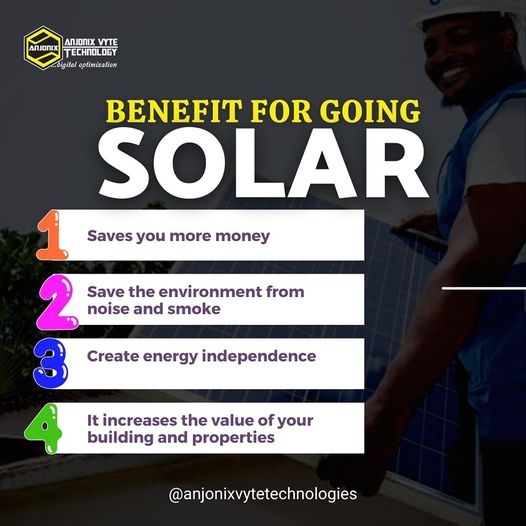 ANJONIX
ANJONIX VYTE
TECHNOLOGY
...digital optimization
BENEFIT FOR GOING
SOLAR
1 Saves you more money
2 Save the environment from
noise and smoke
3 Create energy independence
4 It increases the value of your
building and properties
@anjonixvytetechnologies